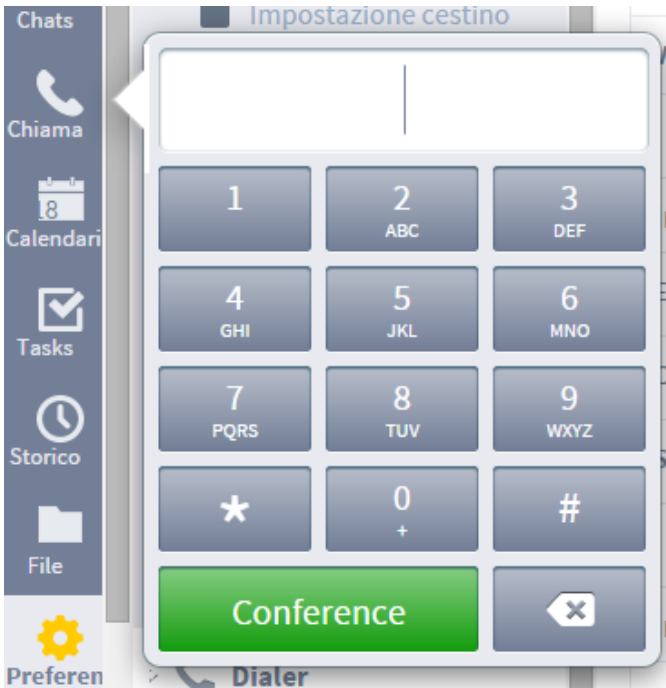 Chats
Impostazione cestino
Chiama
18
Calendari
Tasks
Storico
File
Preferen
1
2
ABC
3
DEF
4
GHI
5
JKL
6
MNO
7
PQRS
8
TUV
9
WXYZ
*
0
+
#
Conference
Dialer